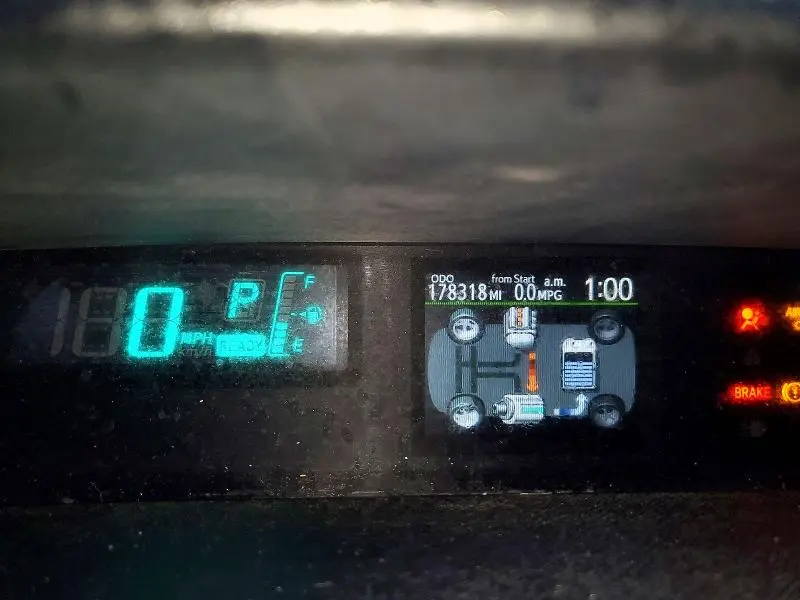 0 MPH
P
READY
F
E
ODO from Start a.m.
178318 MI 0.0 MPG 1:00
BRAKE